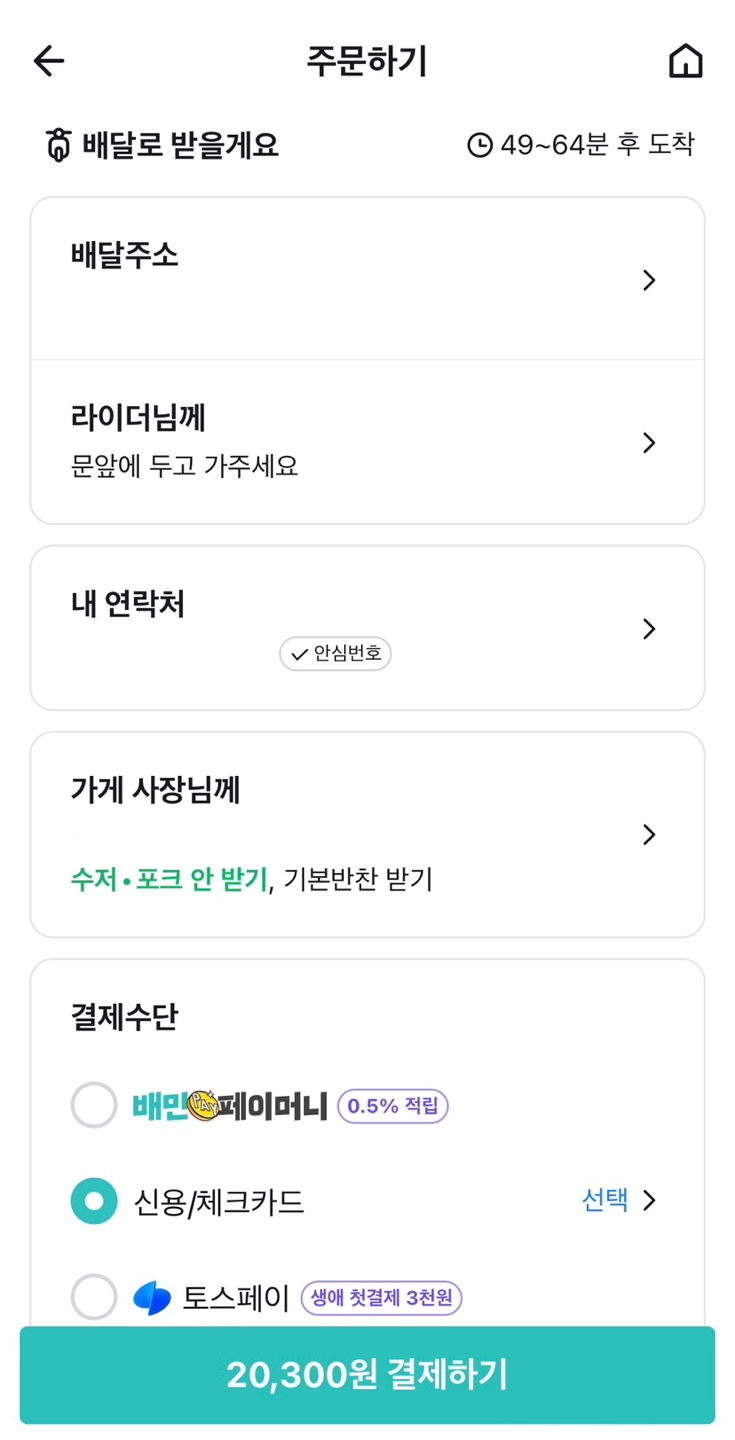 주문하기
배달로 받을게요 49~64분 후 도착
배달주소
라이더님께
문앞에 두고 가주세요
내 연락처
안심번호
가게 사장님께
수저•포크 안 받기, 기본반찬 받기
결제수단
배민PAY페이머니 0.5% 적립
신용/체크카드 선택
토스페이 생애 첫결제 3천원
20,300원 결제하기